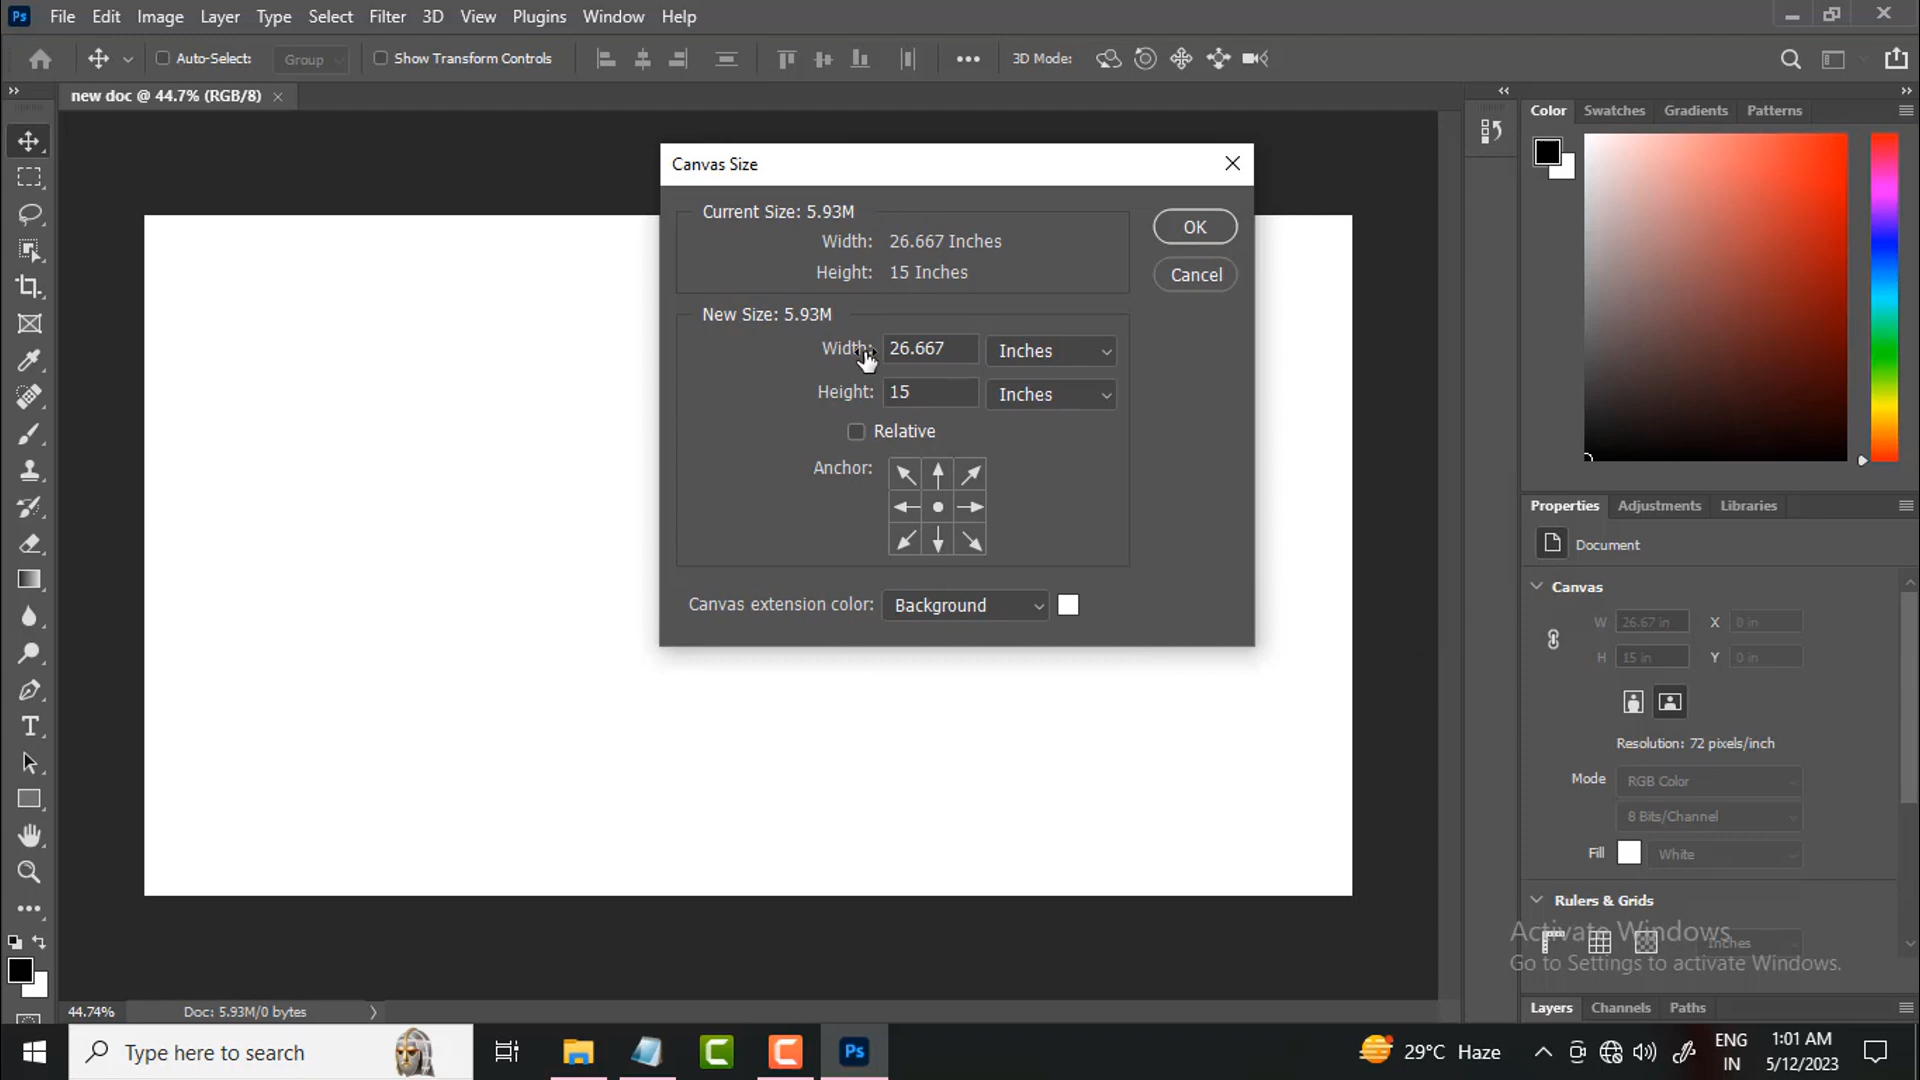 Ps File Edit Image Layer Type Select Filter 3D View Plugins Window Help
Auto-Select: Group Show Transform Controls 3D Mode:
new doc @ 44.7% (RGB/8)
Canvas Size
Current Size: 5.93M
Width: 26.667 Inches
Height: 15 Inches
OK
Cancel
New Size: 5.93M
Width: 26.667 Inches
Height: 15 Inches
Relative
Anchor:
Canvas extension color: Background
Color Swatches Gradients Patterns
Properties Adjustments Libraries
Document
Canvas
W 26.67 in X 0 in
H 15 in Y 0 in
Resolution: 72 pixels/inch
Mode RGB Color
8 Bits/Channel
Fill White
Rulers & Grids
Inches
Activate Windows
Go to Settings to activate Windows.
Layers Channels Paths
44.74% Doc: 5.93M/0 bytes
Type here to search
Ps
29°C Haze
ENG
IN
1:01 AM
5/12/2023